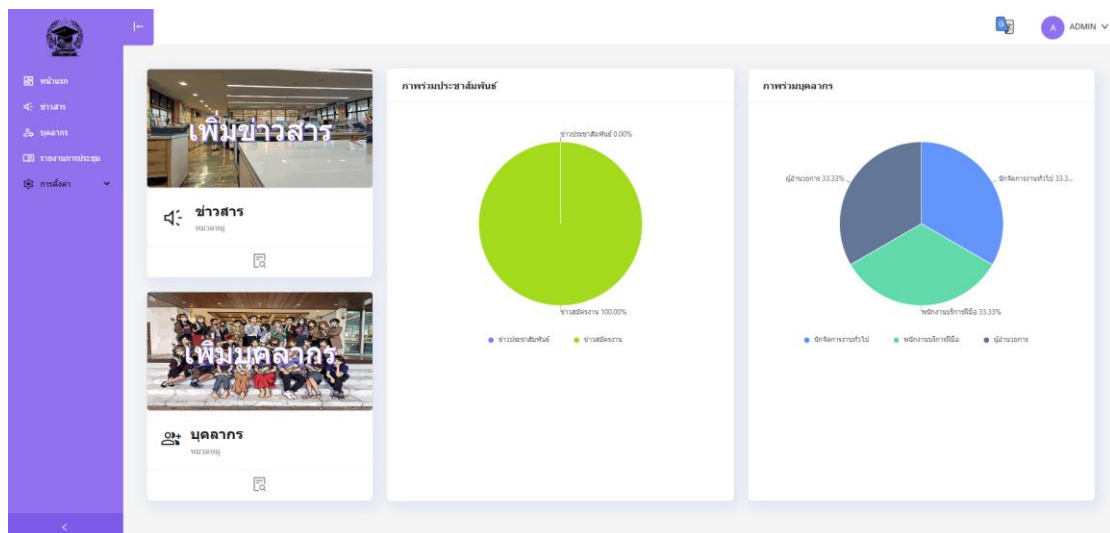 ADMIN
A
หน้าแรก
ข่าวสาร
บุคลากร
รายงานการประชุม
การตั้งค่า
เพิ่มข่าวสาร
ข่าวสาร
หมวดหมู่
เพิ่มบุคลากร
บุคลากร
หมวดหมู่
ภาพร่วมประชาสัมพันธ์
ข่าวประชาสัมพันธ์ 0.00%
ข่าวสมัครงาน 100.00%
ข่าวประชาสัมพันธ์
ข่าวสมัครงาน
ภาพร่วมบุคลากร
ผู้อำนวยการ 33.33%
นักจัดการงานทั่วไป 33.3...
พนักงานบริการฝีมือ 33.33%
นักจัดการงานทั่วไป
พนักงานบริการฝีมือ
ผู้อำนวยการ